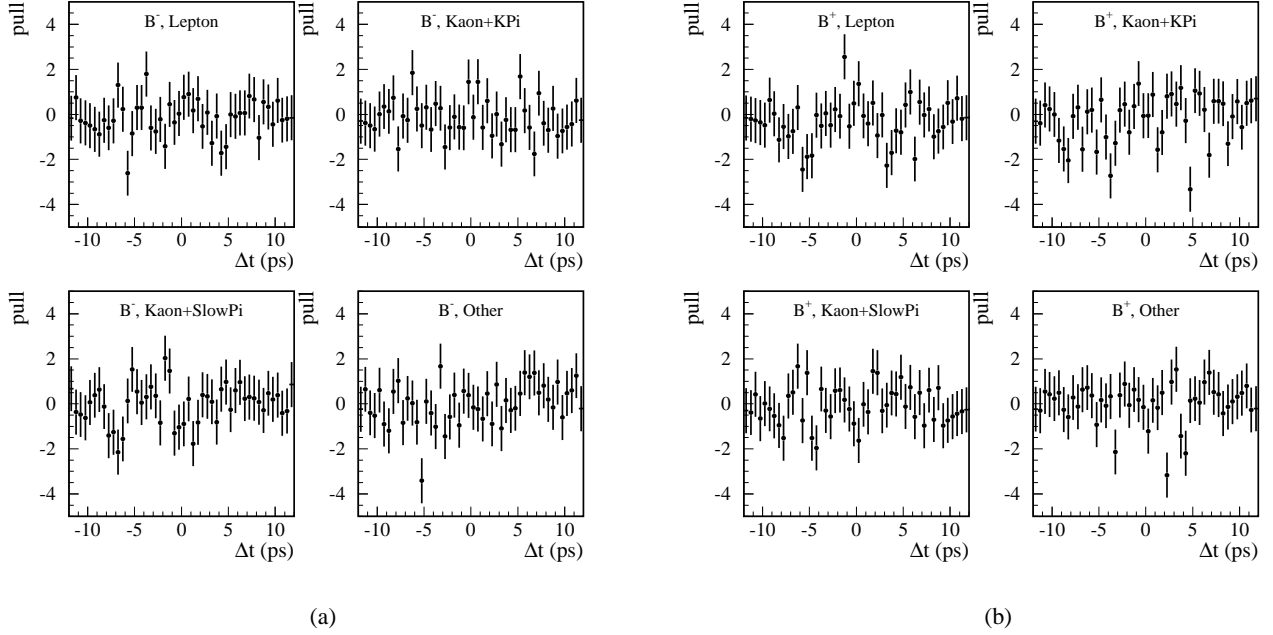 pull
B-, Lepton
4
2
0
-2
-4
-10 -5 0 5 10
Δt (ps)
pull
B-, Kaon+KPi
4
2
0
-2
-4
-10 -5 0 5 10
Δt (ps)
pull
B-, Kaon+SlowPi
4
2
0
-2
-4
-10 -5 0 5 10
Δt (ps)
pull
B-, Other
4
2
0
-2
-4
-10 -5 0 5 10
Δt (ps)
(a)
pull
B+, Lepton
4
2
0
-2
-4
-10 -5 0 5 10
Δt (ps)
pull
B+, Kaon+KPi
4
2
0
-2
-4
-10 -5 0 5 10
Δt (ps)
pull
B+, Kaon+SlowPi
4
2
0
-2
-4
-10 -5 0 5 10
Δt (ps)
pull
B+, Other
4
2
0
-2
-4
-10 -5 0 5 10
Δt (ps)
(b)